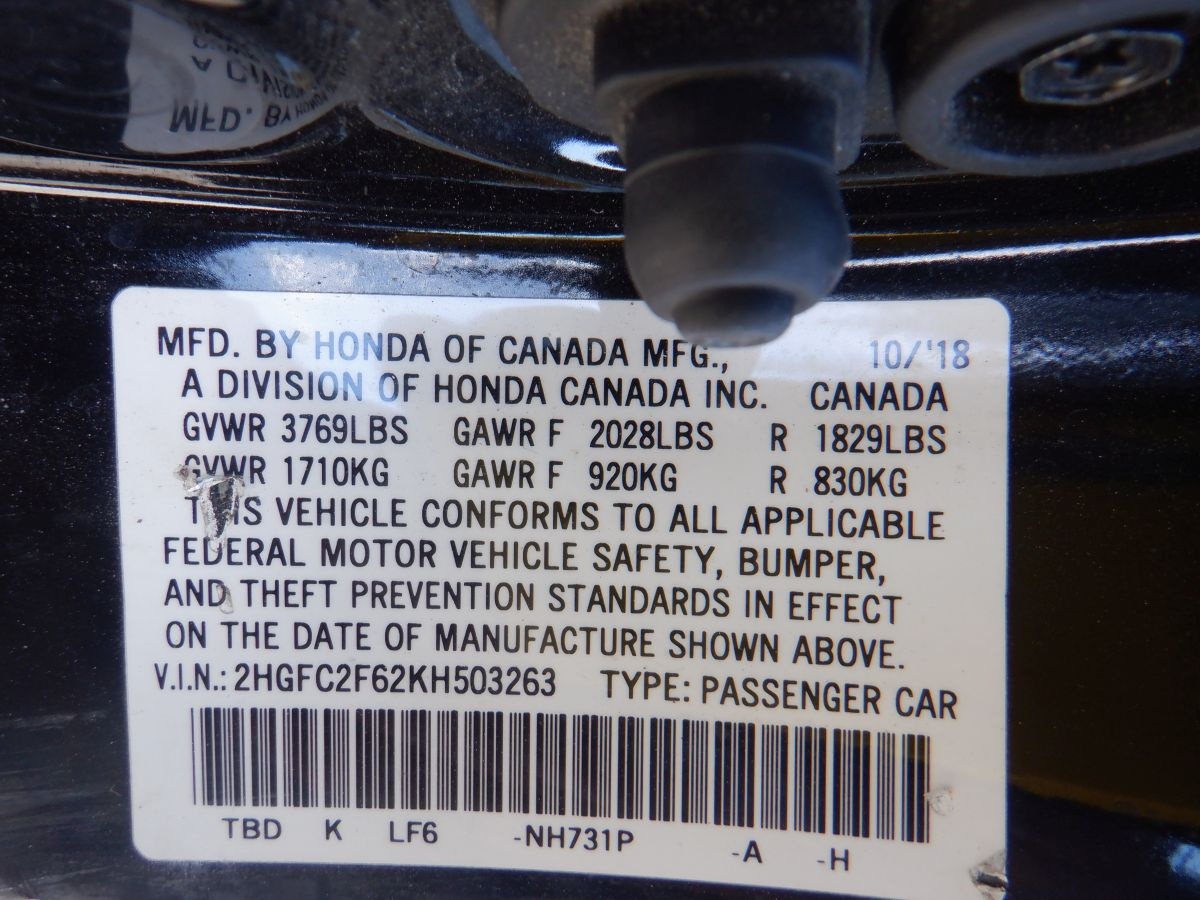 MFD. BY HONDA OF CANADA MFG., 10/'18
A DIVISION OF HONDA CANADA INC. CANADA
GVWR 3769LBS GAWR F 2028LBS R 1829LBS
GVWR 1710KG GAWR F 920KG R 830KG
THIS VEHICLE CONFORMS TO ALL APPLICABLE
FEDERAL MOTOR VEHICLE SAFETY, BUMPER,
AND THEFT PREVENTION STANDARDS IN EFFECT
ON THE DATE OF MANUFACTURE SHOWN ABOVE.
V.I.N.: 2HGFC2F62KH503263 TYPE: PASSENGER CAR
TBD K LF6 -NH731P -A -H